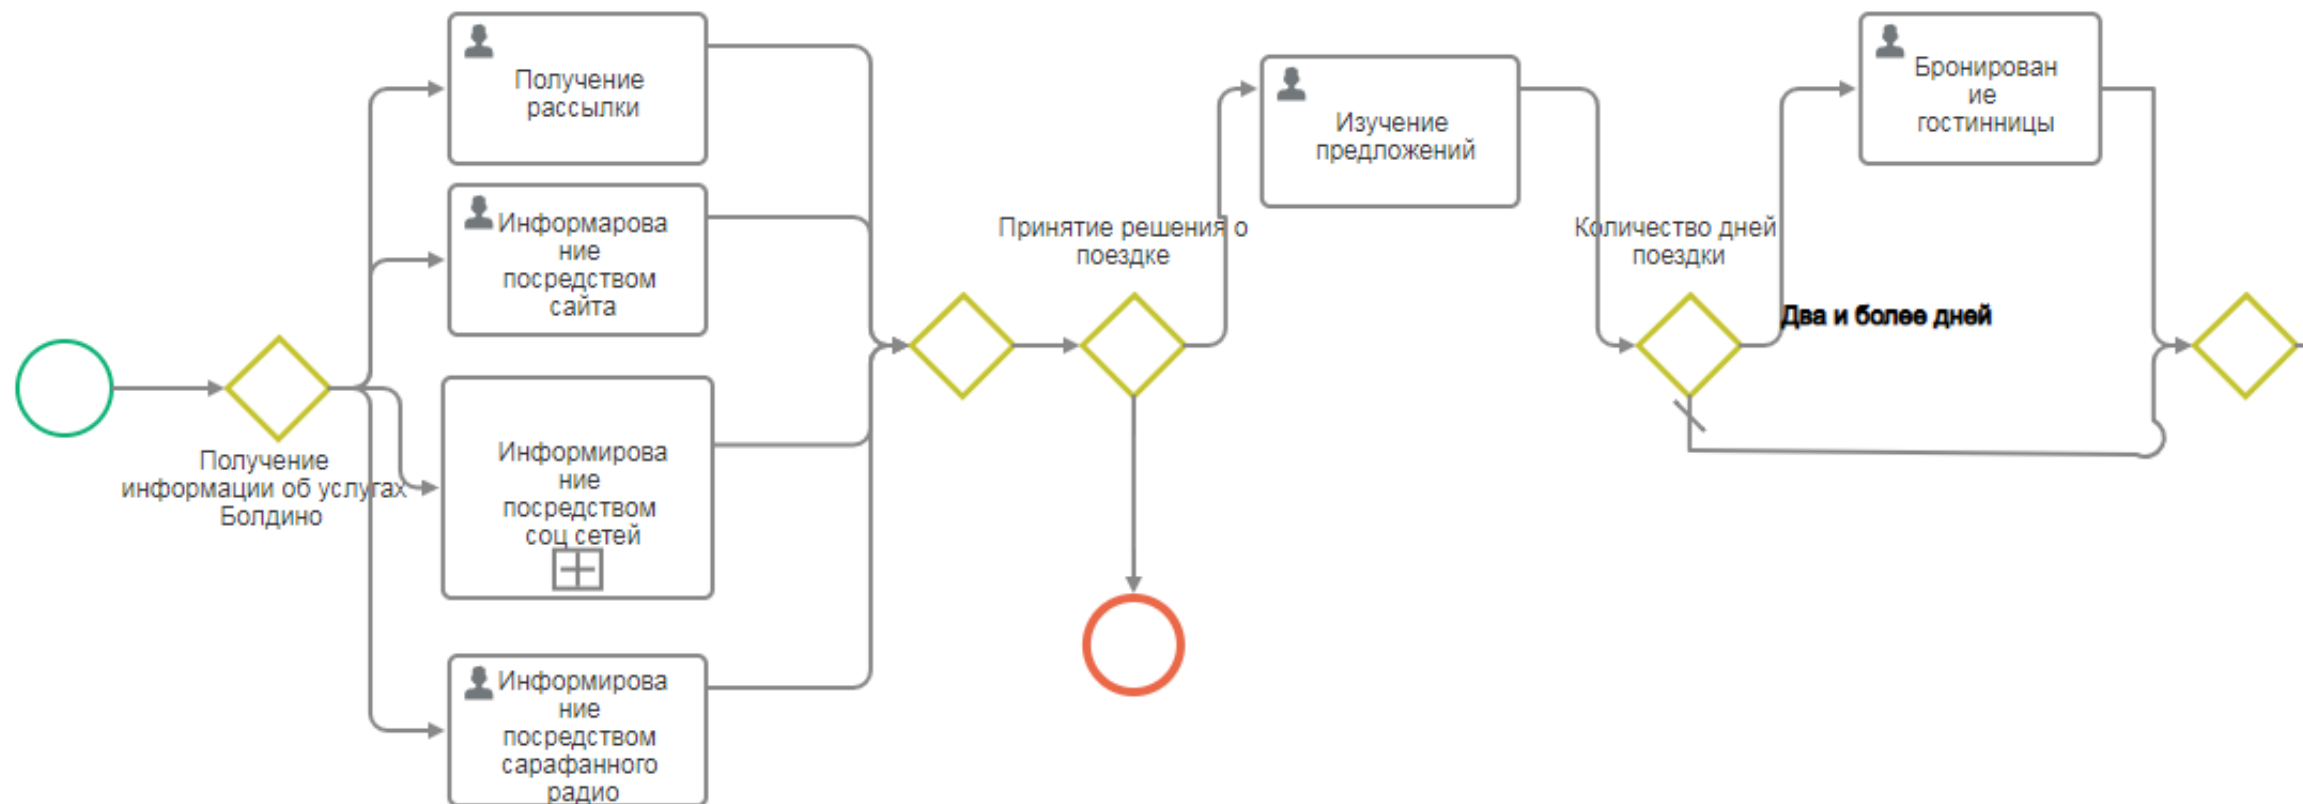 Получение
рассылки
Информарова
ние
посредством
сайта
Информирова
ние
посредством
соц сетей
Информирова
ние
посредством
сарафанного
радио
Получение
информации об услугах
Болдино
Принятие решения о
поездке
Изучение
предложений
Количество дней
поездки
Два и более дней
Бронирован
ие
гостинницы